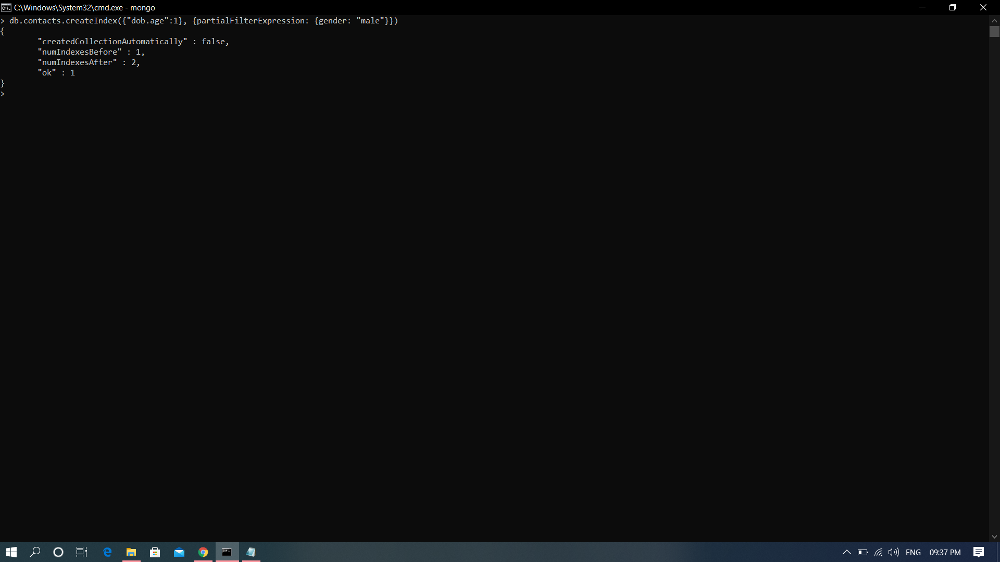 C:\Windows\System32\cmd.exe - mongo
> db.contacts.createIndex({"dob.age":1}, {partialFilterExpression: {gender: "male"}})
{
        "createdCollectionAutomatically" : false,
        "numIndexesBefore" : 1,
        "numIndexesAfter" : 2,
        "ok" : 1
}
>
ENG 09:37 PM